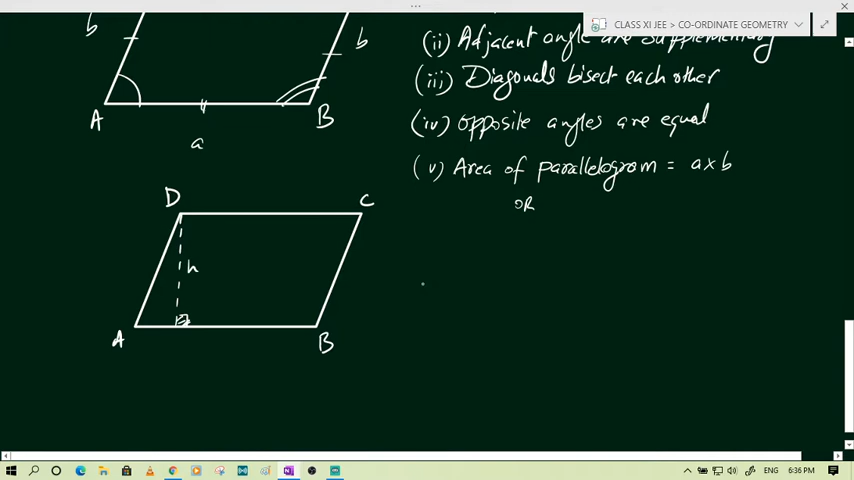 CLASS XI JEE > CO-ORDINATE GEOMETRY
b
b
(ii) Adjacent angle are supplementary
(iii) Diagonals bisect each other
A
B
(iv) opposite angles are equal
a
(v) Area of parallelogram = a x b
OR
D
C
h
A
B
ENG
6:36 PM